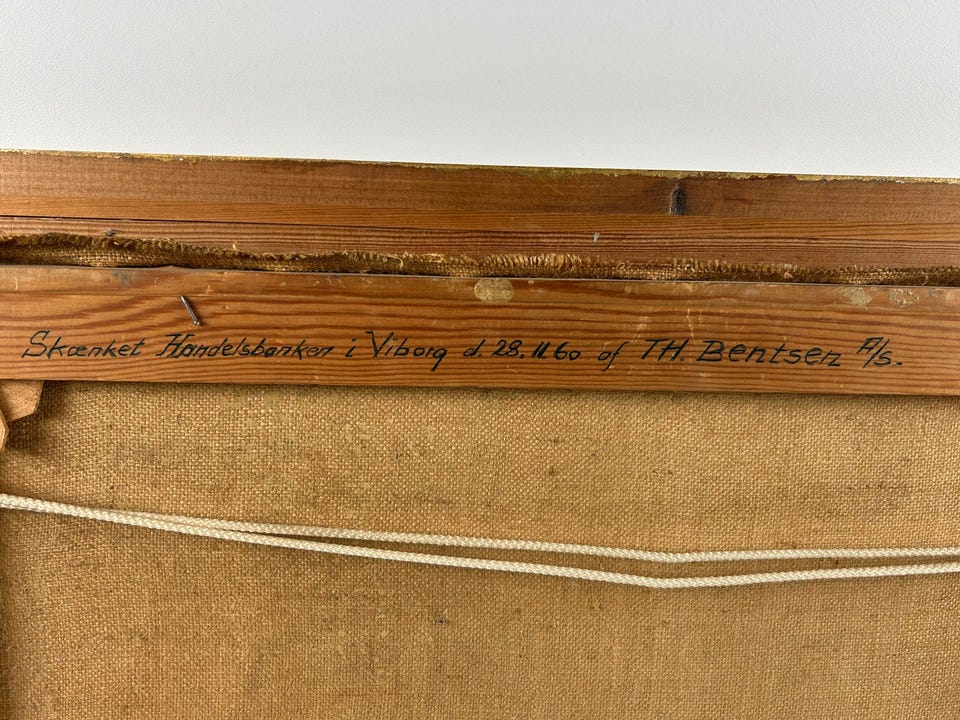 Skænket Handelsbanken i Viborg d. 28.11.60 af TH. Bentsen A/S.